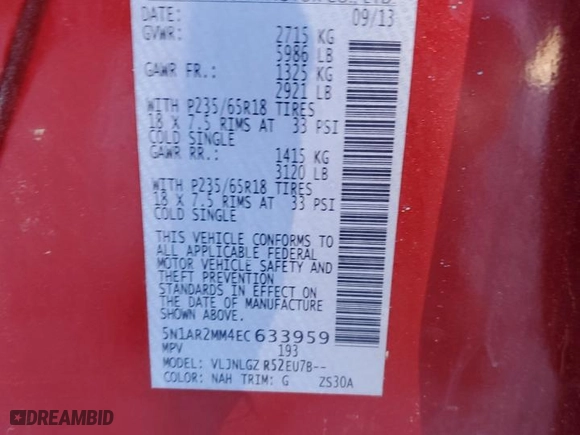 MOTOR CO., LTD.
DATE: 09/13
GVWR: 2715 KG
5986 LB
GAWR FR.: 1325 KG
2921 LB
WITH P235/65R18 TIRES
18 X 7.5 RIMS AT 33 PSI
COLD SINGLE
GAWR RR.: 1415 KG
3120 LB
WITH P235/65R18 TIRES
18 X 7.5 RIMS AT 33 PSI
COLD SINGLE
THIS VEHICLE CONFORMS TO
ALL APPLICABLE FEDERAL
MOTOR VEHICLE SAFETY AND
THEFT PREVENTION
STANDARDS IN EFFECT ON
THE DATE OF MANUFACTURE
SHOWN ABOVE.
5N1AR2MM4EC633959
MPV 193
MODEL: VLJNLGZ R52EU7B--
COLOR: NAH TRIM: G ZS30A
DREAMBID